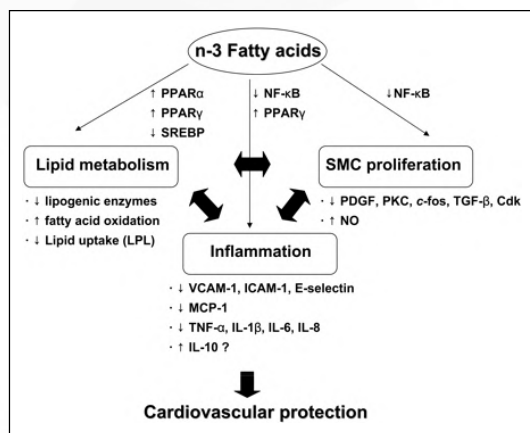 n-3 Fatty acids
↑ PPARα
↑ PPARγ
↓ SREBP
↓ NF-κB
↑ PPARγ
↓NF-κB
Lipid metabolism
· ↓ lipogenic enzymes
· ↑ fatty acid oxidation
· ↓ Lipid uptake (LPL)
SMC proliferation
· ↓ PDGF, PKC, c-fos, TGF-β, Cdk
· ↑ NO
Inflammation
· ↓ VCAM-1, ICAM-1, E-selectin
· ↓ MCP-1
· ↓ TNF-α, IL-1β, IL-6, IL-8
· ↑ IL-10 ?
Cardiovascular protection